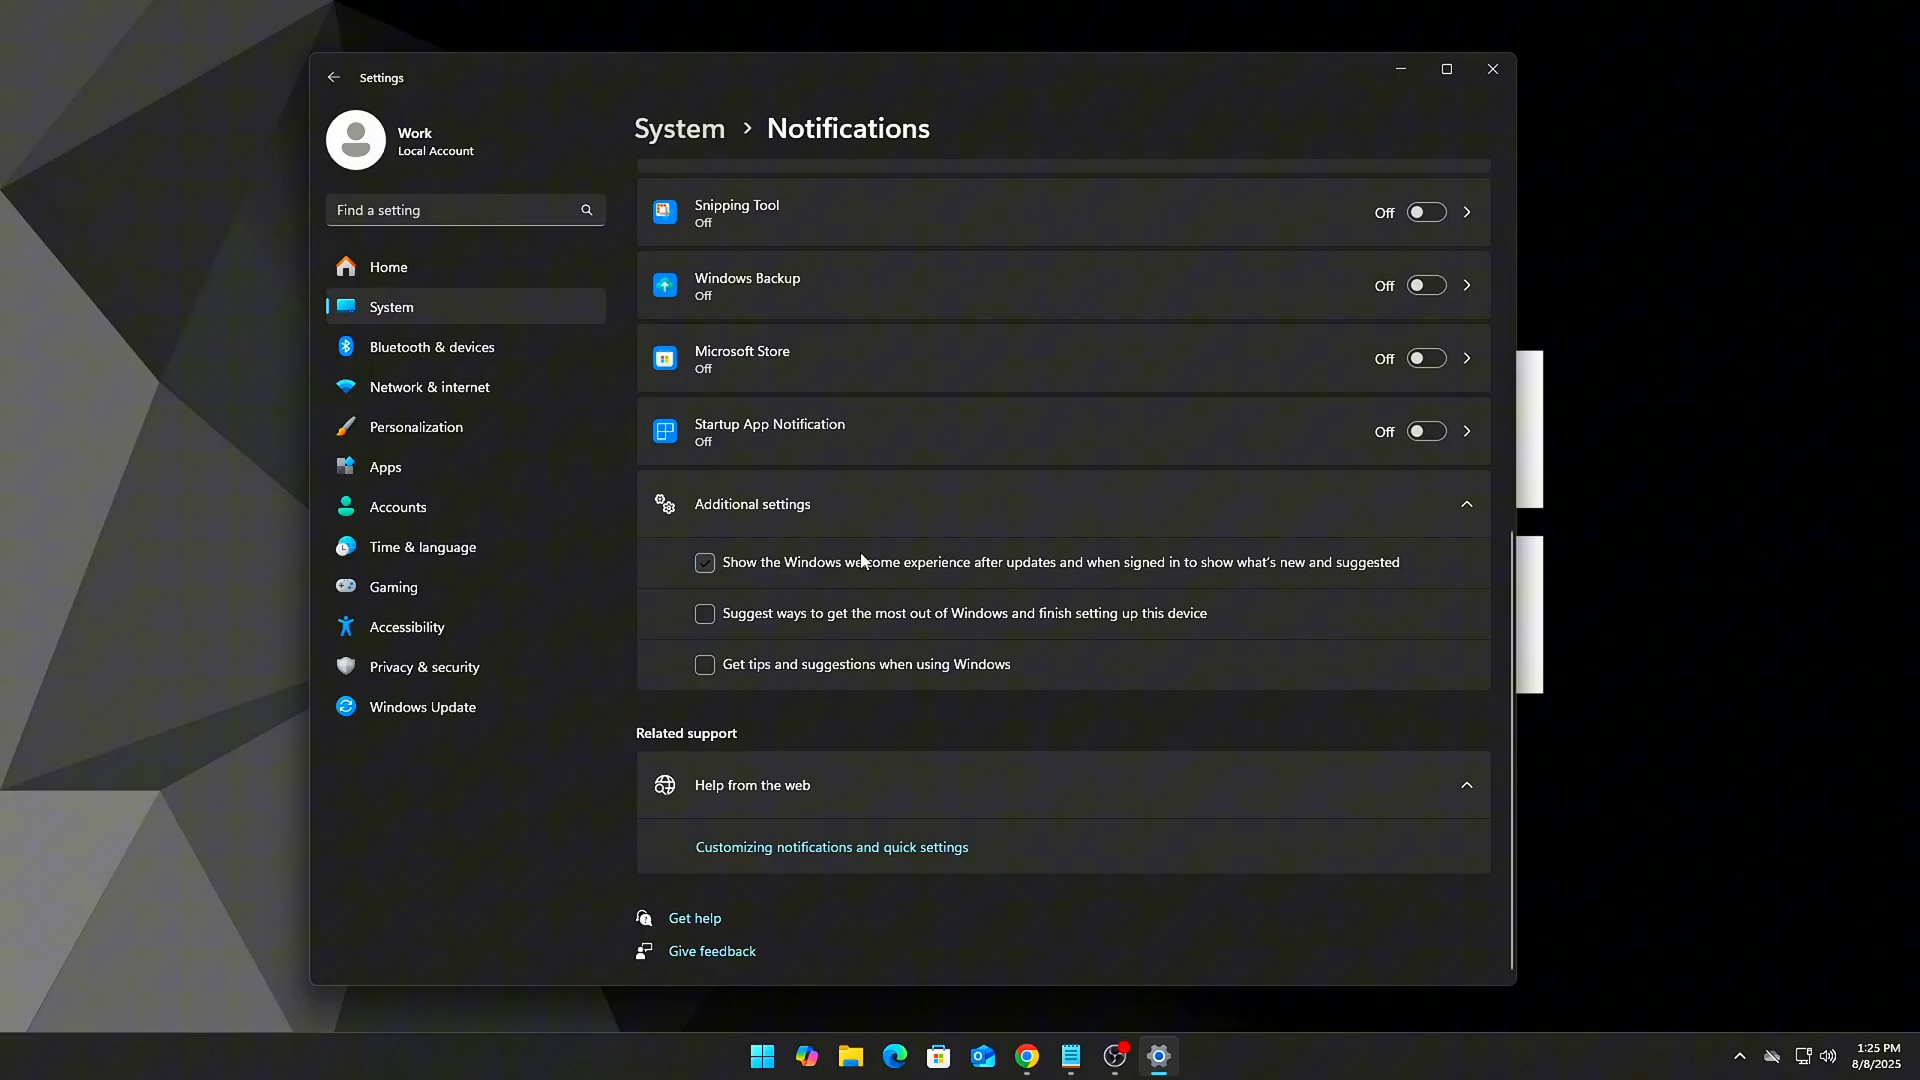 Settings
Work
Local Account
Find a setting
Home
System
Bluetooth & devices
Network & internet
Personalization
Apps
Accounts
Time & language
Gaming
Accessibility
Privacy & security
Windows Update
System > Notifications
Snipping Tool
Off
Off
Windows Backup
Off
Off
Microsoft Store
Off
Off
Startup App Notification
Off
Off
Additional settings
Show the Windows welcome experience after updates and when signed in to show what's new and suggested
Suggest ways to get the most out of Windows and finish setting up this device
Get tips and suggestions when using Windows
Related support
Help from the web
Customizing notifications and quick settings
Get help
Give feedback
1:25 PM
8/8/2025